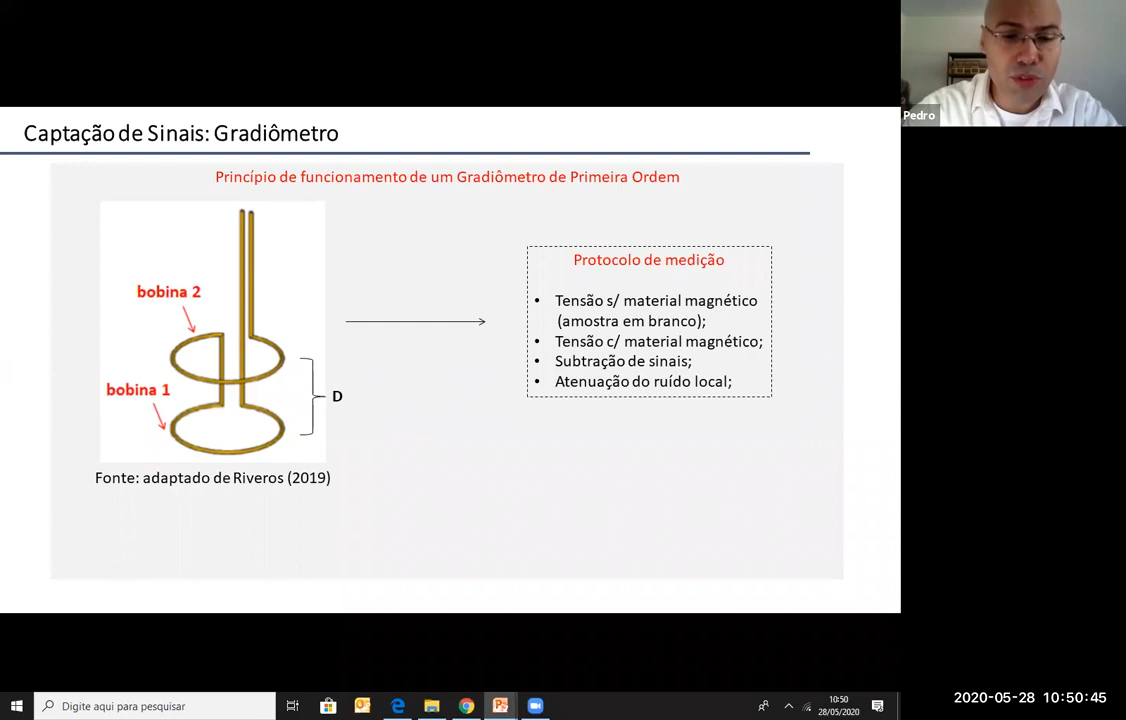 Pedro
Captação de Sinais: Gradiômetro
Princípio de funcionamento de um Gradiômetro de Primeira Ordem
bobina 2
bobina 1
D
Fonte: adaptado de Riveros (2019)
Protocolo de medição
• Tensão s/ material magnético
(amostra em branco);
• Tensão c/ material magnético;
• Subtração de sinais;
• Atenuação do ruído local;
Digite aqui para pesquisar
10:50
28/05/2020
2020-05-28 10:50:45